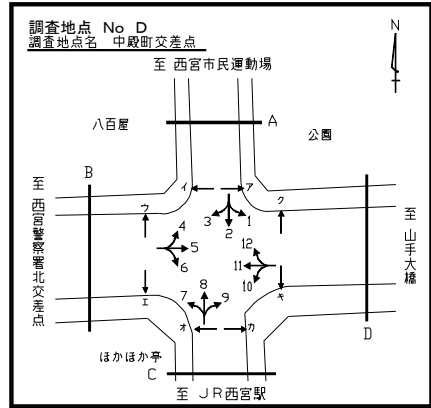 調査地点 No D
調査地点名 中殿町交差点
N
至 西宮市民運動場
八百屋
A
公園
B
イ
ア
ク
ウ
至 西宮警察署北交差点
至 山手大橋
3
1
2
4
5
6
12
11
10
エ
キ
7
8
9
オ
カ
D
ほかほか亭
C
至 JR西宮駅